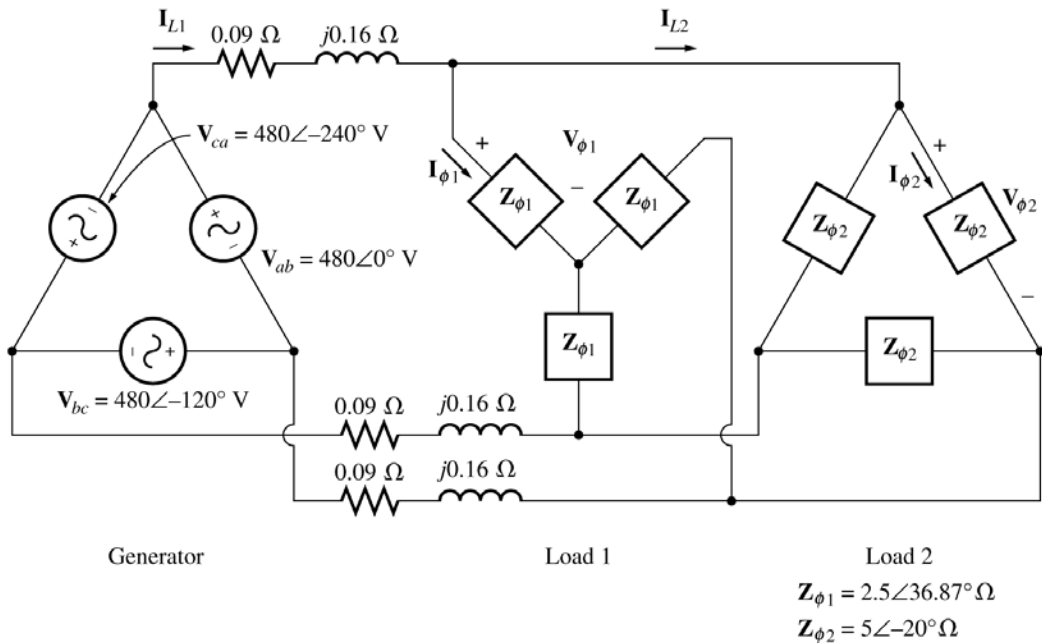 I_L1
0.09 Ω
j0.16 Ω
I_L2
V_ca = 480∠–240° V
V_ab = 480∠0° V
V_bc = 480∠–120° V
I_ϕ1
+
V_ϕ1
–
Z_ϕ1
Z_ϕ1
Z_ϕ1
+
I_ϕ2
V_ϕ2
–
Z_ϕ2
Z_ϕ2
Z_ϕ2
– +
+ –
– +
0.09 Ω
j0.16 Ω
0.09 Ω
j0.16 Ω
Generator
Load 1
Load 2
Z_ϕ1 = 2.5∠36.87° Ω
Z_ϕ2 = 5∠–20° Ω